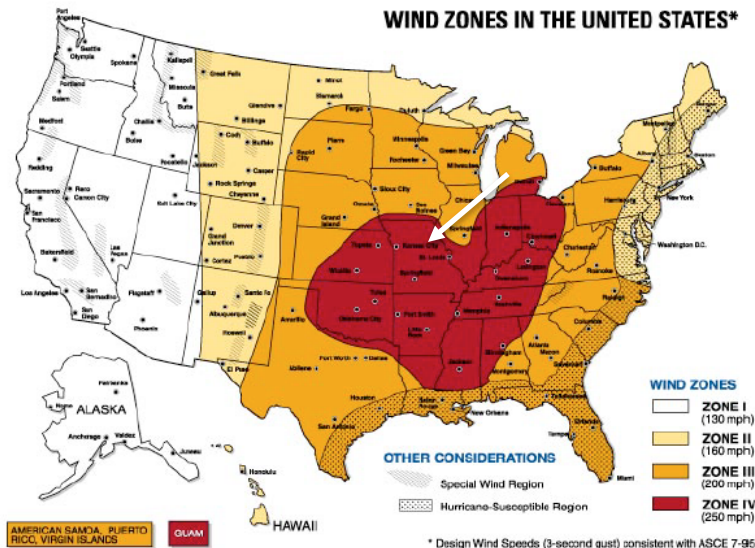 WIND ZONES IN THE UNITED STATES*
Port
Angeles
Seattle
Olympia
Spokane
Kalispell
Great Falls
Minot
Portland
Salem
Missoula
Butte
Glendive
Bismarck
Fargo
Duluth
Billings
Medford
Challis
Boise
Cody
Buffalo
Rapid
City
Pierre
Minneapolis
Rochester
Green Bay
Milwaukee
Montpelier
Albany
Boston
Redding
Pocatello
Jackson
Casper
Rock Springs
Cheyenne
Sioux City
Des
Moines
Omaha
Detroit
Buffalo
Harrisburg
New York
Sacramento
San
Francisco
Reno
Carson City
Salt Lake City
Grand
Island
Springfield
Indianapolis
Cincinnati
Washington D.C.
Denver
Grand
Junction
Pueblo
Cortez
Topeka
Kansas City
St. Louis
Charleston
Lexington
Roanoke
Bakersfield
Las
Vegas
Wichita
Springfield
Evansville
Raleigh
Los Angeles
San
Bernardino
San
Diego
Flagstaff
Gallup
Santa Fe
Albuquerque
Amarillo
Tulsa
Oklahoma City
Fort Smith
Little
Rock
Memphis
Nashville
Columbia
Phoenix
Roswell
Birmingham
Atlanta
Macon
Savannah
El Paso
Abilene
Fort Worth
Dallas
Jackson
Montgomery
Houston
San Antonio
New Orleans
Tallahassee
Orlando
Tampa
Miami
Fairbanks
Nome
ALASKA
Anchorage
Valdez
Juneau
Honolulu
HAWAII
WIND ZONES
ZONE I
(130 mph)
ZONE II
(160 mph)
ZONE III
(200 mph)
ZONE IV
(250 mph)
OTHER CONSIDERATIONS
Special Wind Region
Hurricane-Susceptible Region
AMERICAN SAMOA, PUERTO
RICO, VIRGIN ISLANDS
GUAM
* Design Wind Speeds (3-second gust) consistent with ASCE 7-